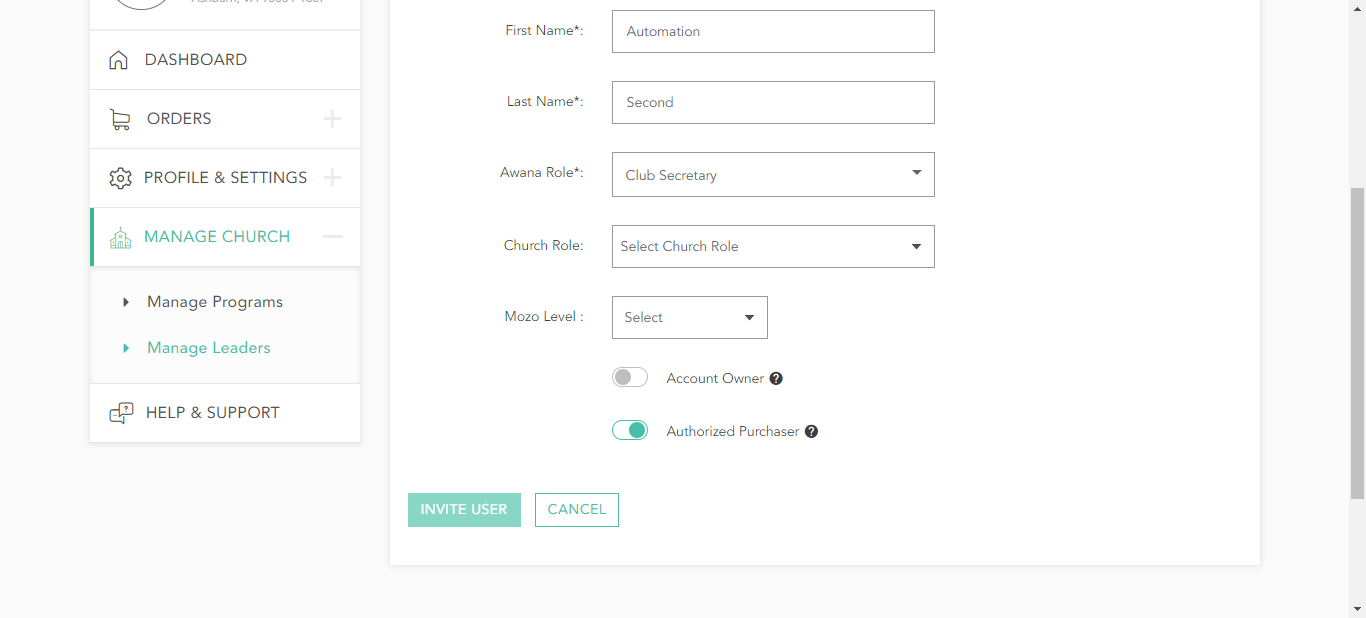 First Name*:
Automation
DASHBOARD
Last Name*:
Second
ORDERS
Awana Role*:
Club Secretary
PROFILE & SETTINGS
MANAGE CHURCH
Church Role:
Select Church Role
Manage Programs
Mozo Level :
Select
Manage Leaders
Account Owner ?
HELP & SUPPORT
Authorized Purchaser ?
INVITE USER
CANCEL